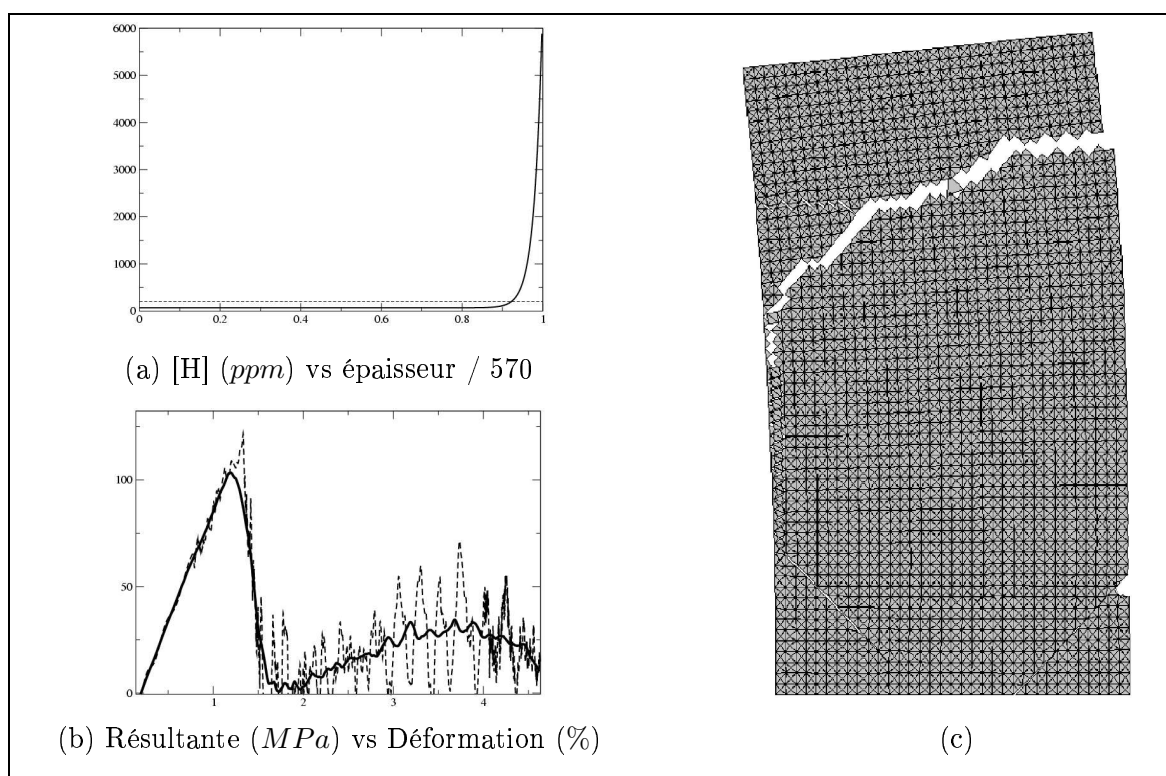 6000
5000
4000
3000
2000
1000
0
0 0.2 0.4 0.6 0.8 1
(a) [H] (ppm) vs épaisseur / 570
100
50
0
1 2 3 4
(b) Résultante (MPa) vs Déformation (%)
(c)